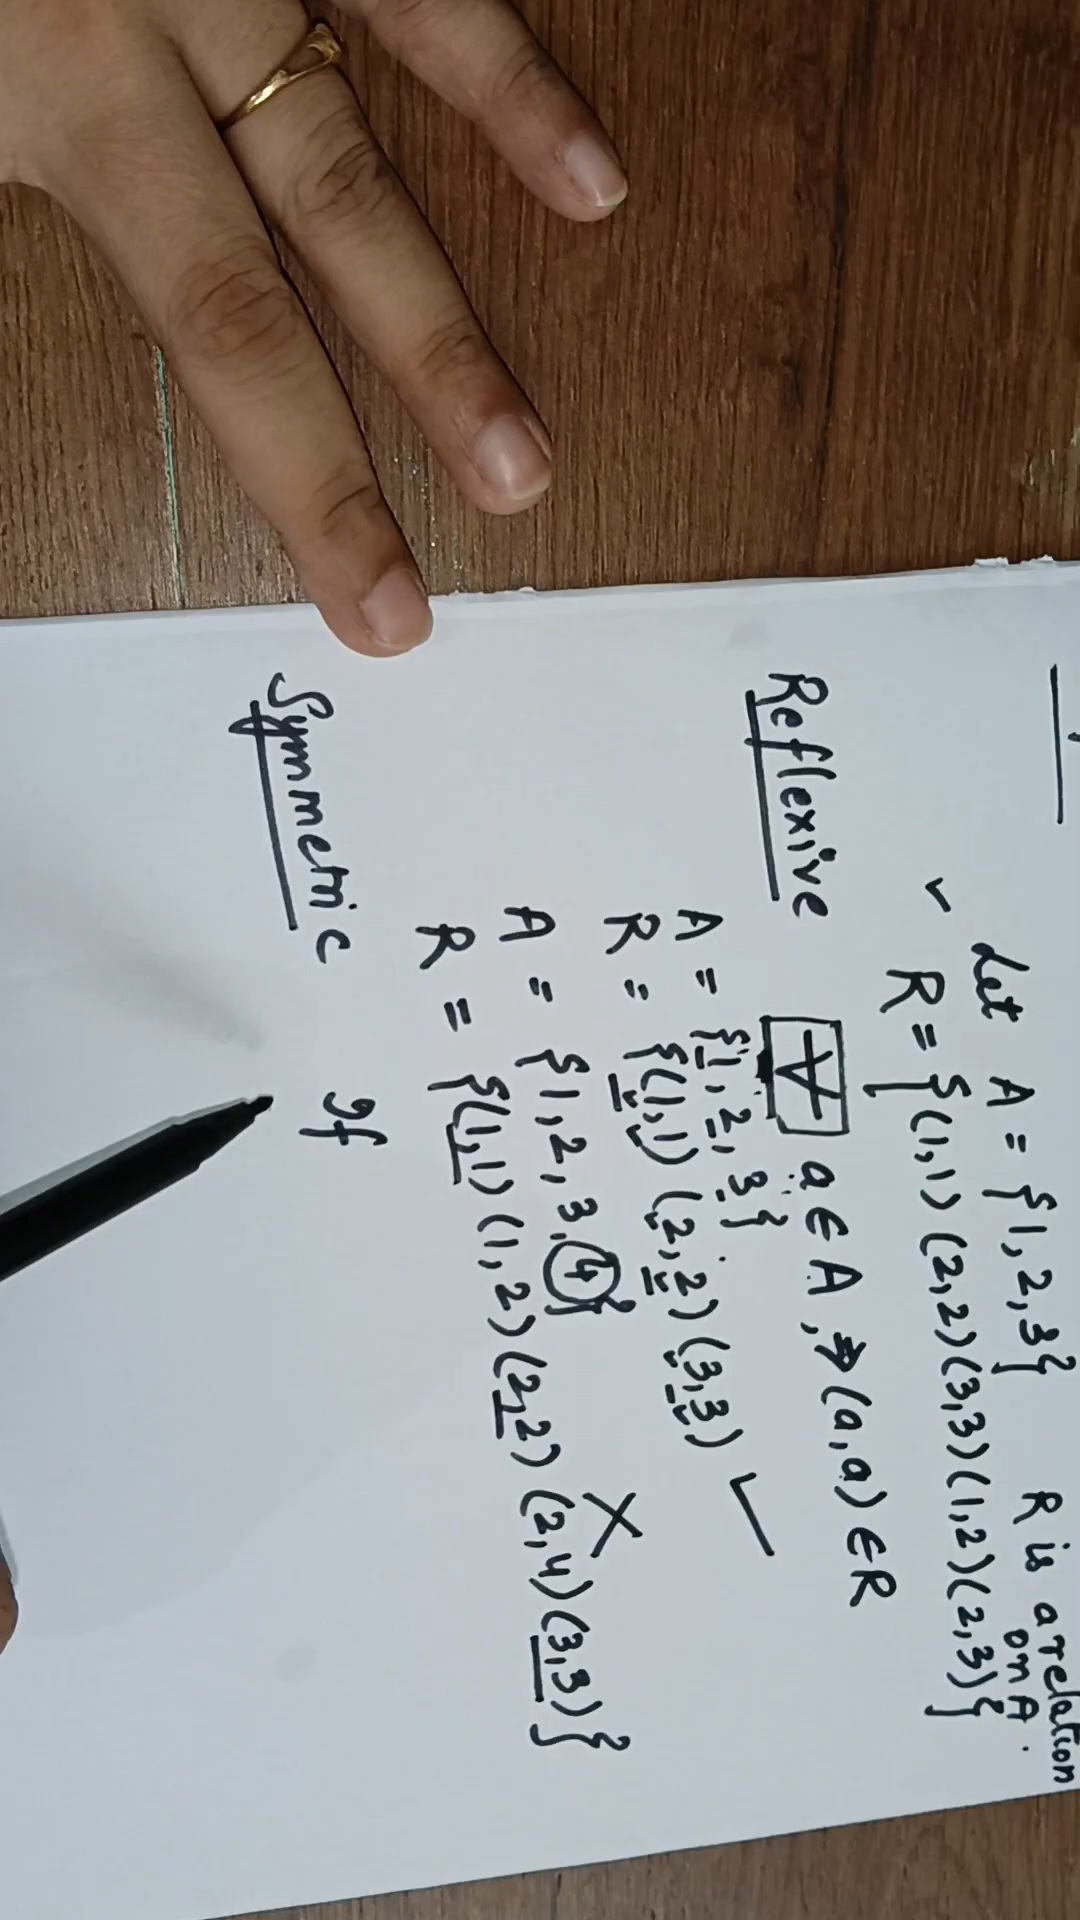 Let A = {1, 2, 3} R is a relation
on A.
R = {(1,1) (2,2) (3,3) (1,2) (2,3)}
Reflexive ∀ a ∈ A, ⇒ (a,a) ∈ R
A = {1, 2, 3}
R = {(1,1) (2,2) (3,3)
A = {1, 2, 3, 4}
R = {(1,1) (1,2) (2,2) (2,4) (3,3)}
Symmetric If